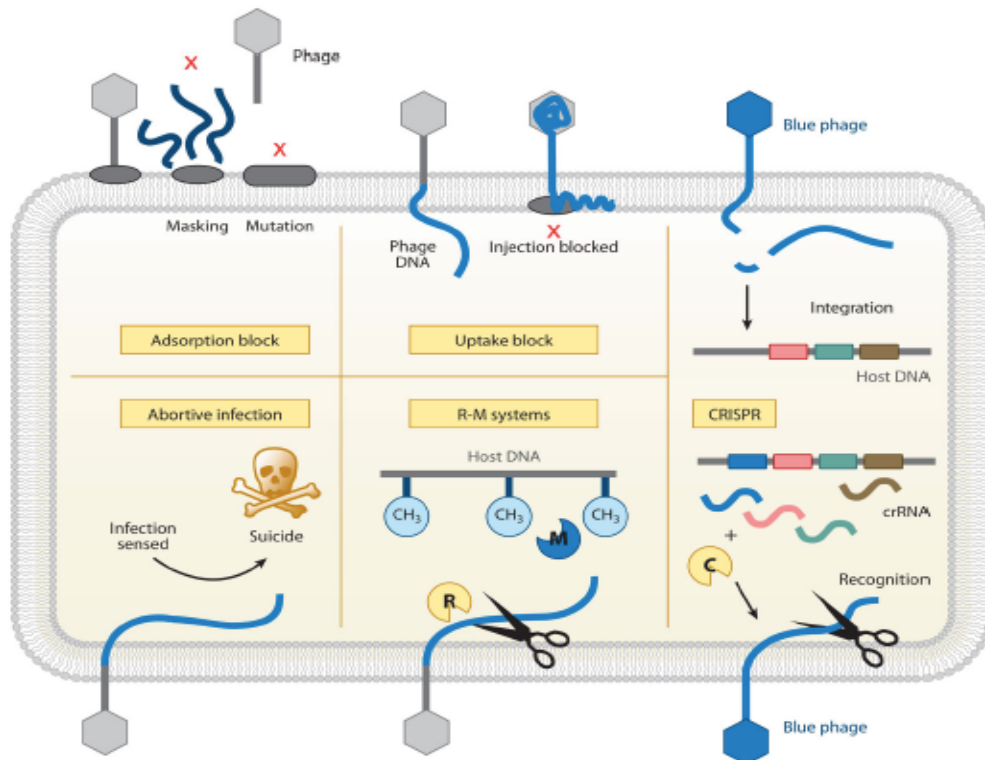 X
Phage
X
Masking
Mutation
Adsorption block
Phage
DNA
X
Injection blocked
Uptake block
Blue phage
Integration
Host DNA
Abortive infection
Infection
sensed
Suicide
R-M systems
Host DNA
CH3
CH3
CH3
M
R
CRISPR
crRNA
+
C
Recognition
Blue phage